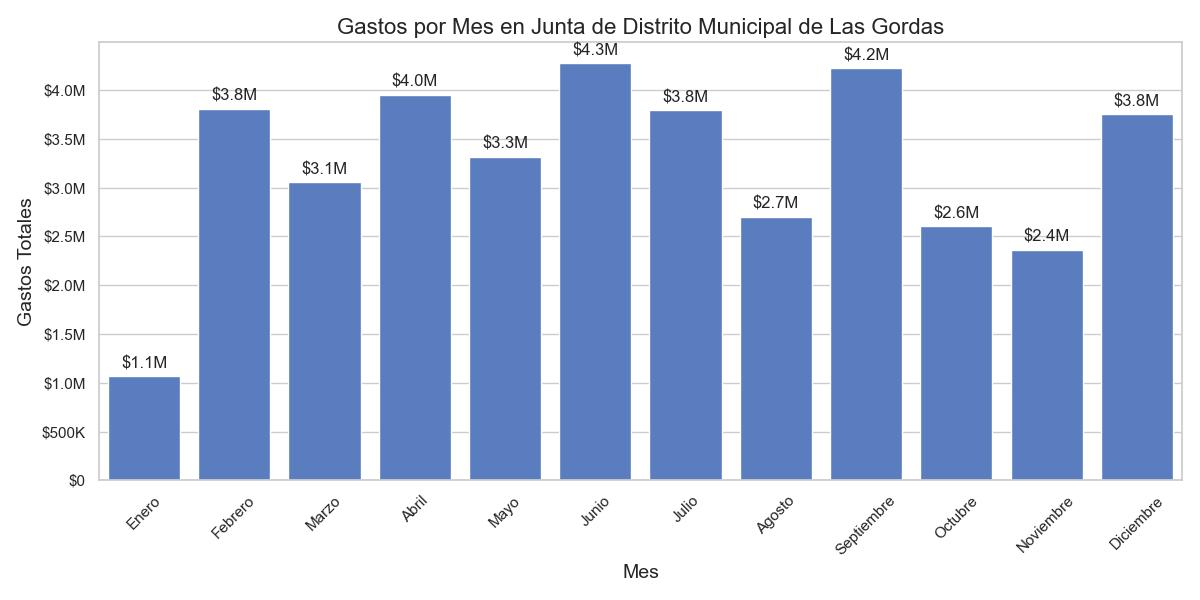 Gastos por Mes en Junta de Distrito Municipal de Las Gordas
Gastos Totales
$4.0M
$3.5M
$3.0M
$2.5M
$2.0M
$1.5M
$1.0M
$500K
$0
$1.1M
$3.8M
$3.1M
$4.0M
$3.3M
$4.3M
$3.8M
$2.7M
$4.2M
$2.6M
$2.4M
$3.8M
Enero
Febrero
Marzo
Abril
Mayo
Junio
Julio
Agosto
Septiembre
Octubre
Noviembre
Diciembre
Mes